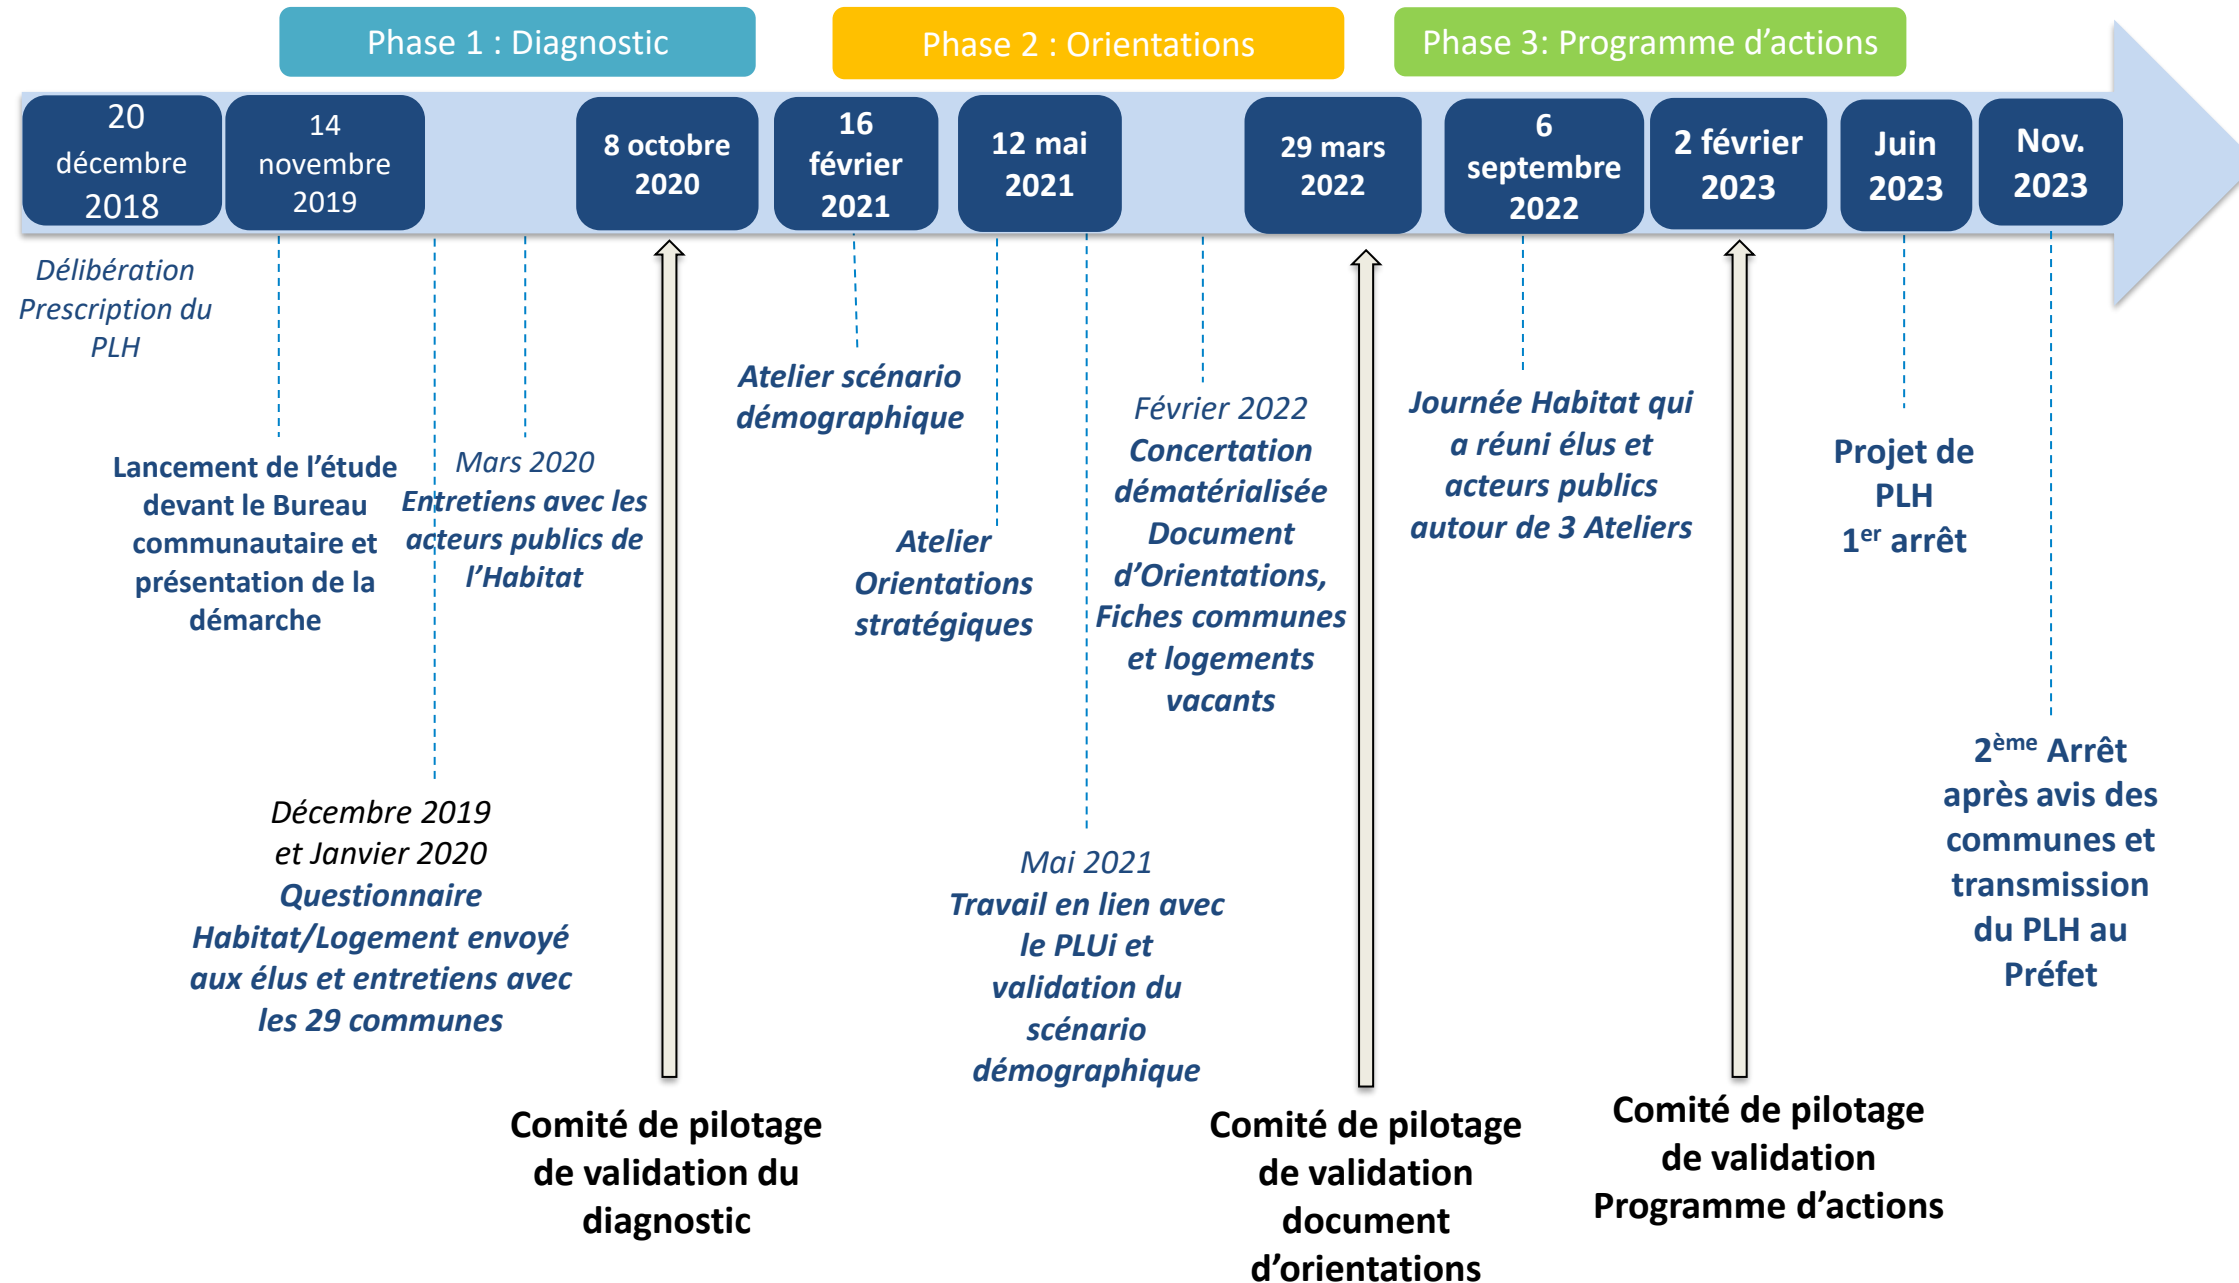 Phase 1 : Diagnostic
Phase 2 : Orientations
Phase 3: Programme d’actions
20
décembre
2018
14
novembre
2019
8 octobre
2020
16
février
2021
12 mai
2021
29 mars
2022
6
septembre
2022
2 février
2023
Juin
2023
Nov.
2023
Délibération
Prescription du
PLH
Lancement de l’étude
devant le Bureau
communautaire et
présentation de la
démarche
Décembre 2019
et Janvier 2020
Questionnaire
Habitat/Logement envoyé
aux élus et entretiens avec
les 29 communes
Mars 2020
Entretiens avec les
acteurs publics de
l’Habitat
Comité de pilotage
de validation du
diagnostic
Atelier scénario
démographique
Atelier
Orientations
stratégiques
Mai 2021
Travail en lien avec
le PLUi et
validation du
scénario
démographique
Février 2022
Concertation
dématérialisée
Document
d’Orientations,
Fiches communes
et logements
vacants
Comité de pilotage
de validation
document
d’orientations
Journée Habitat qui
a réuni élus et
acteurs publics
autour de 3 Ateliers
Comité de pilotage
de validation
Programme d’actions
Projet de
PLH
1er arrêt
2ème Arrêt
après avis des
communes et
transmission
du PLH au
Préfet